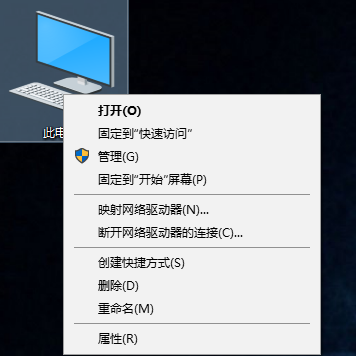 此电
打开(O)
固定到"快速访问"
管理(G)
固定到"开始"屏幕(P)
映射网络驱动器(N)...
断开网络驱动器的连接(C)...
创建快捷方式(S)
删除(D)
重命名(M)
属性(R)